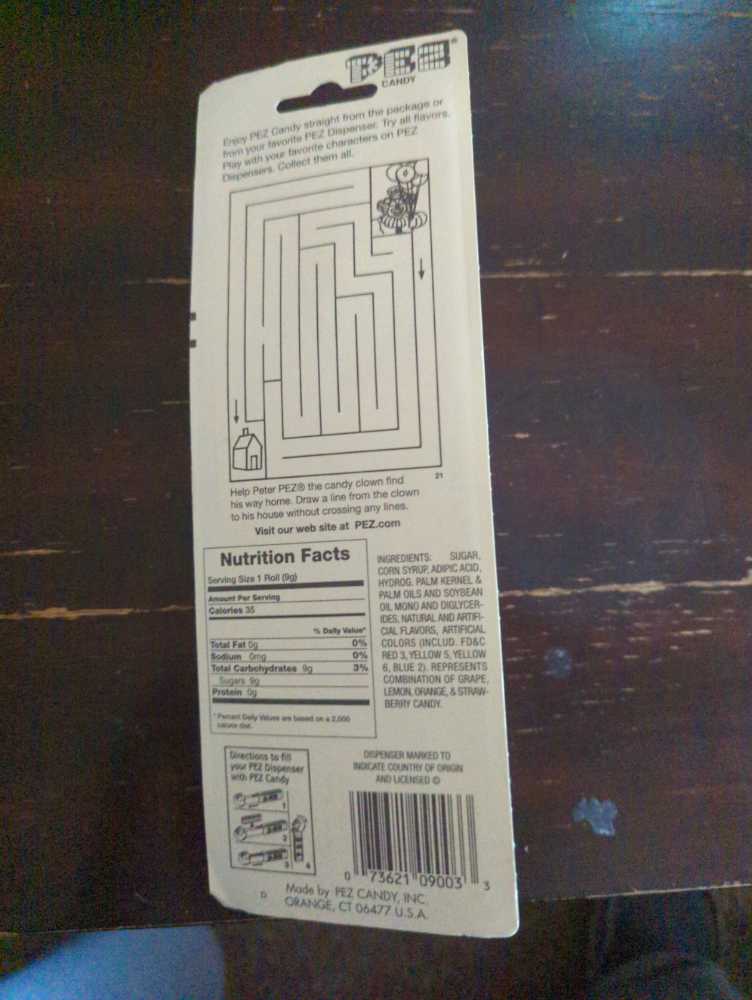 PEZ®
CANDY
Enjoy PEZ Candy straight from the package or
from your favorite PEZ Dispenser. Try all flavors.
Play with your favorite characters on PEZ
Dispensers. Collect them all.
21
Help Peter PEZ® the candy clown find
his way home. Draw a line from the clown
to his house without crossing any lines.
Visit our web site at PEZ.com
Nutrition Facts
Serving Size 1 Roll (9g)
Amount Per Serving
Calories 35
% Daily Value*
Total Fat 0g 0%
Sodium 0mg 0%
Total Carbohydrates 9g 3%
Sugars 9g
Protein 0g
*Percent Daily Values are based on a 2,000
calorie diet.
INGREDIENTS: SUGAR,
CORN SYRUP, ADIPIC ACID,
HYDROG. PALM KERNEL &
PALM OILS AND SOYBEAN
OIL MONO AND DIGLYCER-
IDES, NATURAL AND ARTIFI-
CIAL FLAVORS, ARTIFICIAL
COLORS (INCLUD. FD&C
RED 3, YELLOW 5, YELLOW
6, BLUE 2). REPRESENTS
COMBINATION OF GRAPE,
LEMON, ORANGE, & STRAW-
BERRY CANDY.
Directions to fill
your PEZ Dispenser
with PEZ Candy
1
2
3 4
DISPENSER MARKED TO
INDICATE COUNTRY OF ORIGIN
AND LICENSED ©
0 73621 09003 3
D
Made by PEZ CANDY, INC.
ORANGE, CT 06477 U.S.A.